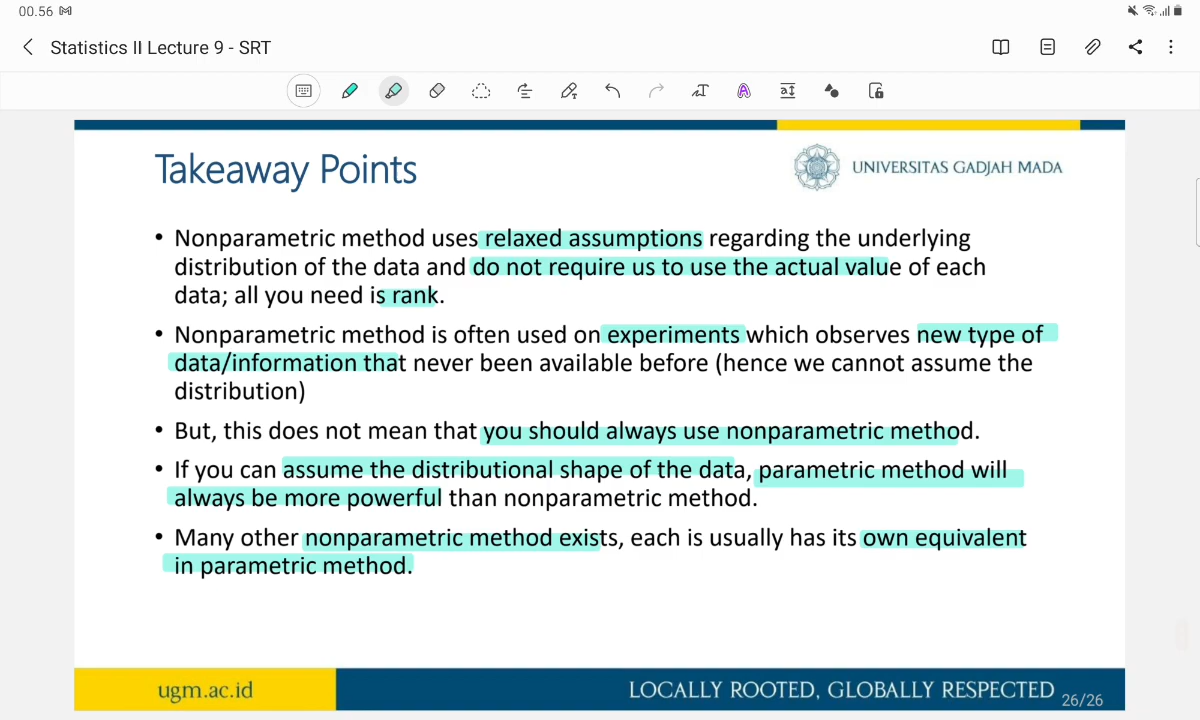 00.56
Statistics II Lecture 9 - SRT
Takeaway Points
UNIVERSITAS GADJAH MADA
• Nonparametric method uses relaxed assumptions regarding the underlying
distribution of the data and do not require us to use the actual value of each
data; all you need is rank.
• Nonparametric method is often used on experiments which observes new type of
data/information that never been available before (hence we cannot assume the
distribution)
• But, this does not mean that you should always use nonparametric method.
• If you can assume the distributional shape of the data, parametric method will
always be more powerful than nonparametric method.
• Many other nonparametric method exists, each is usually has its own equivalent
in parametric method.
ugm.ac.id
LOCALLY ROOTED, GLOBALLY RESPECTED
26/26